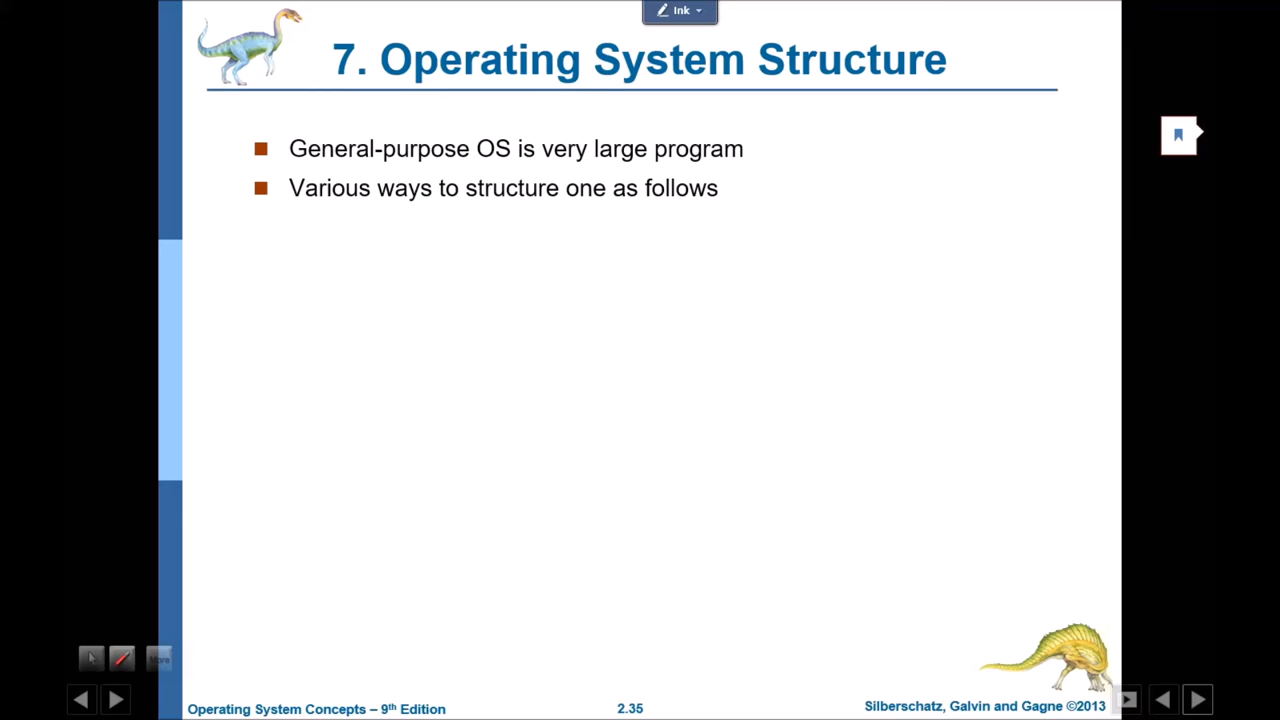 Ink
7. Operating System Structure
General-purpose OS is very large program
Various ways to structure one as follows
More
Operating System Concepts – 9th Edition
2.35
Silberschatz, Galvin and Gagne ©2013